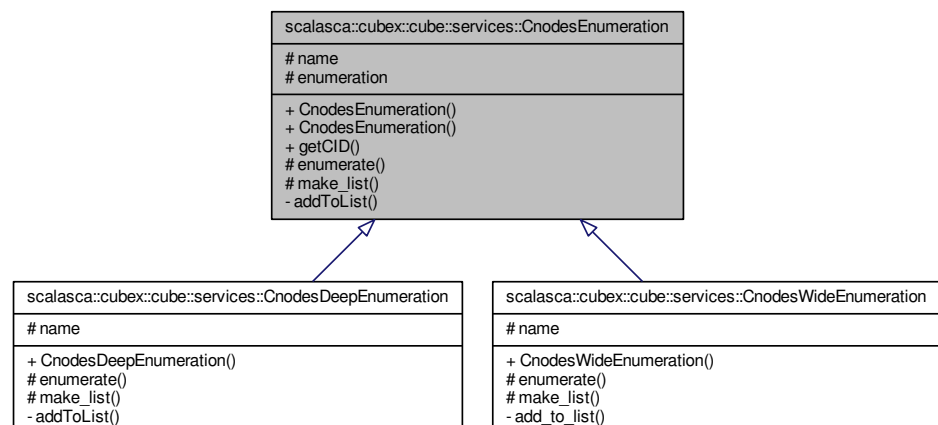 scalasca::cubex::cube::services::CnodesEnumeration
# name
# enumeration
+ CnodesEnumeration()
+ CnodesEnumeration()
+ getCID()
# enumerate()
# make_list()
- addToList()
scalasca::cubex::cube::services::CnodesDeepEnumeration
# name
+ CnodesDeepEnumeration()
# enumerate()
# make_list()
- addToList()
scalasca::cubex::cube::services::CnodesWideEnumeration
# name
+ CnodesWideEnumeration()
# enumerate()
# make_list()
- add_to_list()